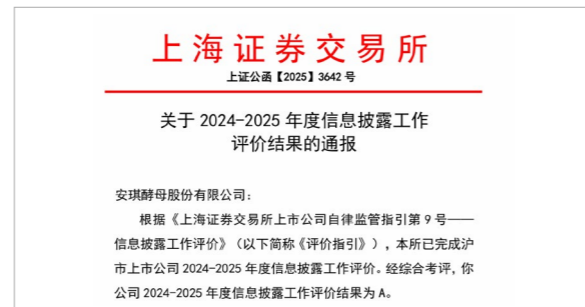 上海证券交易所
上证公函【2025】3642 号
关于 2024-2025 年度信息披露工作
评价结果的通报
安琪酵母股份有限公司：
根据《上海证券交易所上市公司自律监管指引第 9 号——
信息披露工作评价》（以下简称《评价指引》），本所已完成沪
市上市公司 2024-2025 年度信息披露工作评价。经综合考评，你
公司 2024-2025 年度信息披露工作评价结果为 A。